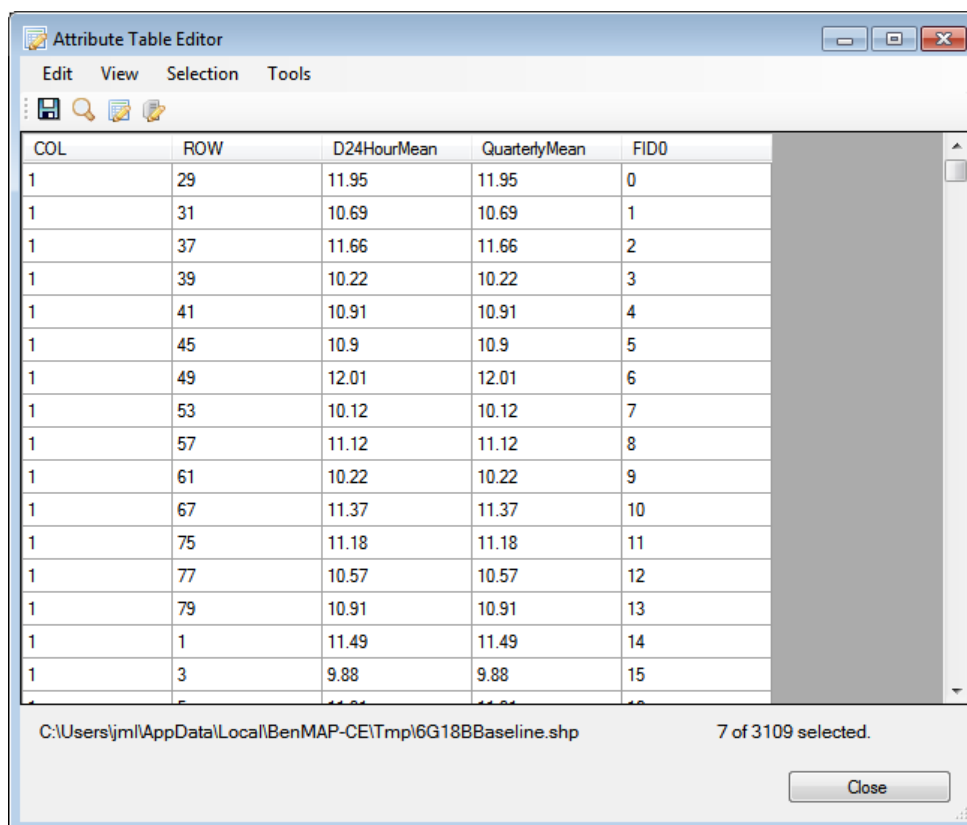 Attribute Table Editor
Edit View Selection Tools
COL ROW D24HourMean QuarterlyMean FID0
1 29 11.95 11.95 0
1 31 10.69 10.69 1
1 37 11.66 11.66 2
1 39 10.22 10.22 3
1 41 10.91 10.91 4
1 45 10.9 10.9 5
1 49 12.01 12.01 6
1 53 10.12 10.12 7
1 57 11.12 11.12 8
1 61 10.22 10.22 9
1 67 11.37 11.37 10
1 75 11.18 11.18 11
1 77 10.57 10.57 12
1 79 10.91 10.91 13
1 1 11.49 11.49 14
1 3 9.88 9.88 15
C:\Users\jml\AppData\Local\BenMAP-CE\Tmp\6G18BBaseline.shp 7 of 3109 selected.
Close